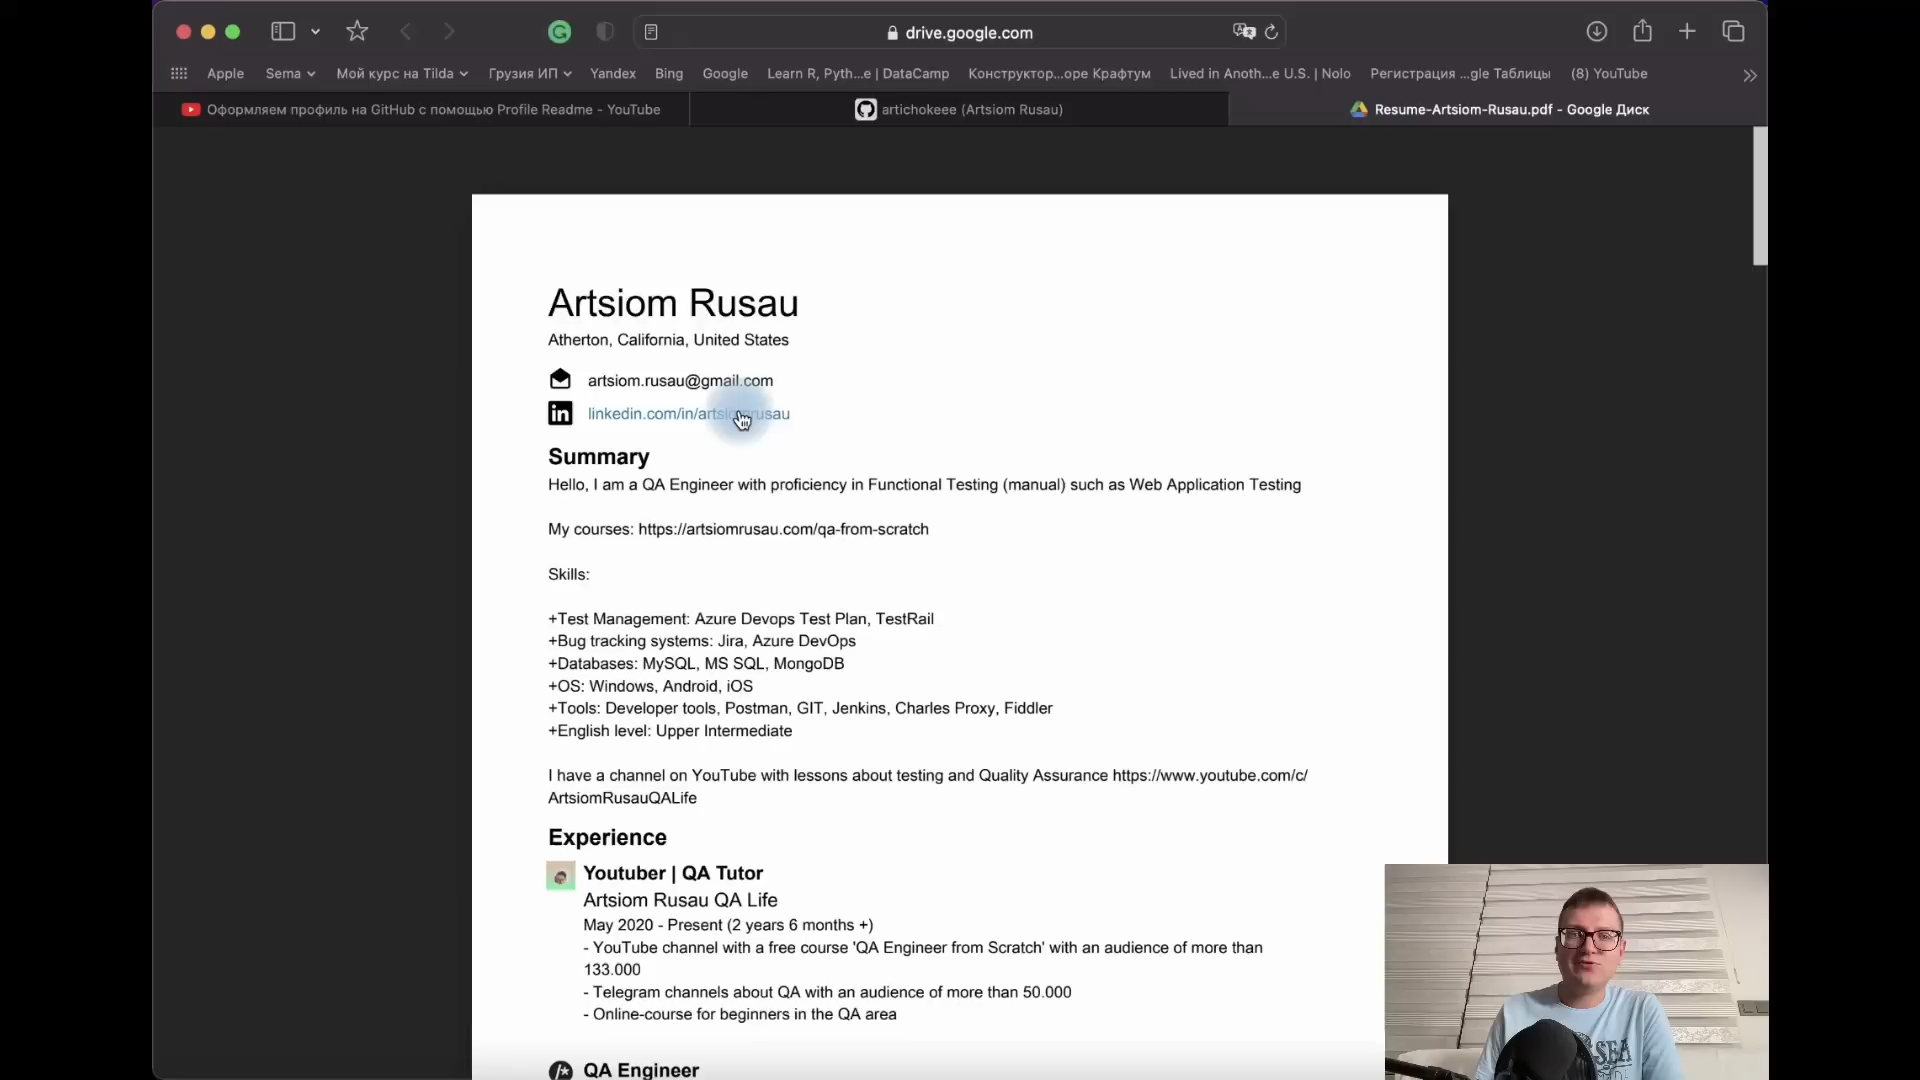 drive.google.com
Apple Sema Мой курс на Tilda Грузия ИП Yandex Bing Google Learn R, Pyth...e | DataCamp Конструктор...оре Крафтум Lived in Anoth...e U.S. | Nolo Регистрация ...gle Таблицы (8) YouTube
Оформляем профиль на GitHub с помощью Profile Readme - YouTube
artichokeee (Artsiom Rusau)
Resume-Artsiom-Rusau.pdf - Google Диск
Artsiom Rusau
Atherton, California, United States
artsiom.rusau@gmail.com
in linkedin.com/in/artsiomrusau
Summary
Hello, I am a QA Engineer with proficiency in Functional Testing (manual) such as Web Application Testing
My courses: https://artsiomrusau.com/qa-from-scratch
Skills:
+Test Management: Azure Devops Test Plan, TestRail
+Bug tracking systems: Jira, Azure DevOps
+Databases: MySQL, MS SQL, MongoDB
+OS: Windows, Android, iOS
+Tools: Developer tools, Postman, GIT, Jenkins, Charles Proxy, Fiddler
+English level: Upper Intermediate
I have a channel on YouTube with lessons about testing and Quality Assurance https://www.youtube.com/c/
ArtsiomRusauQALife
Experience
Youtuber | QA Tutor
Artsiom Rusau QA Life
May 2020 - Present (2 years 6 months +)
- YouTube channel with a free course 'QA Engineer from Scratch' with an audience of more than
133.000
- Telegram channels about QA with an audience of more than 50.000
- Online-course for beginners in the QA area
QA Engineer